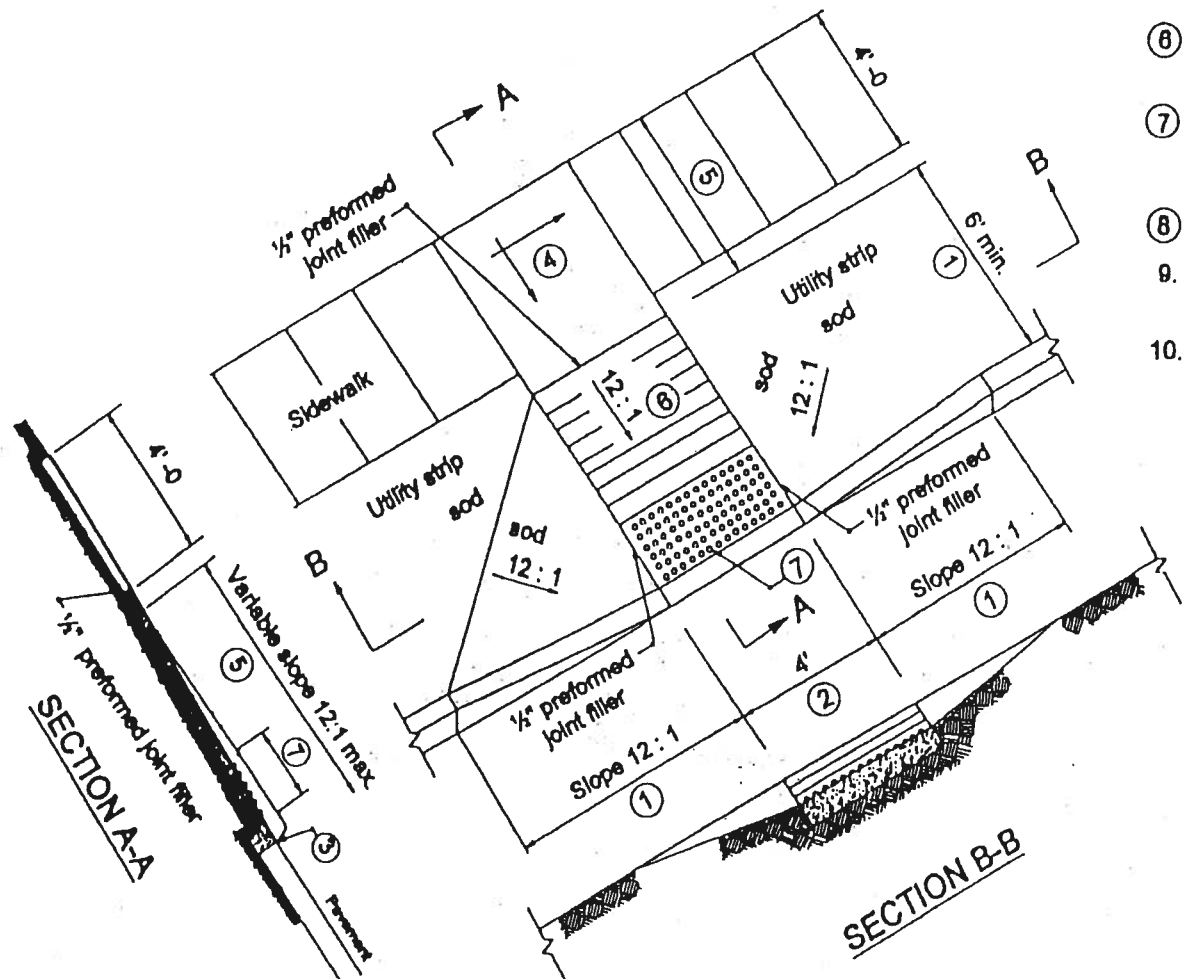 ⑥
⑦
⑧
9.
10.
A
4'-0
½" preformed
joint filler
④
⑤
B
6' min.
①
Utility strip
sod
sod
12 : 1
Sidewalk
12 : 1
⑥
Utility strip
sod
sod
12 : 1
B
½" preformed
joint filler
Slope 12 : 1
①
⑦
A
4'
②
½" preformed
joint filler
Slope 12 : 1
①
4'-0
Variable slope 12:1 max.
½" preformed joint filler
⑤
⑦
③
Pavement
SECTION A-A
SECTION B-B